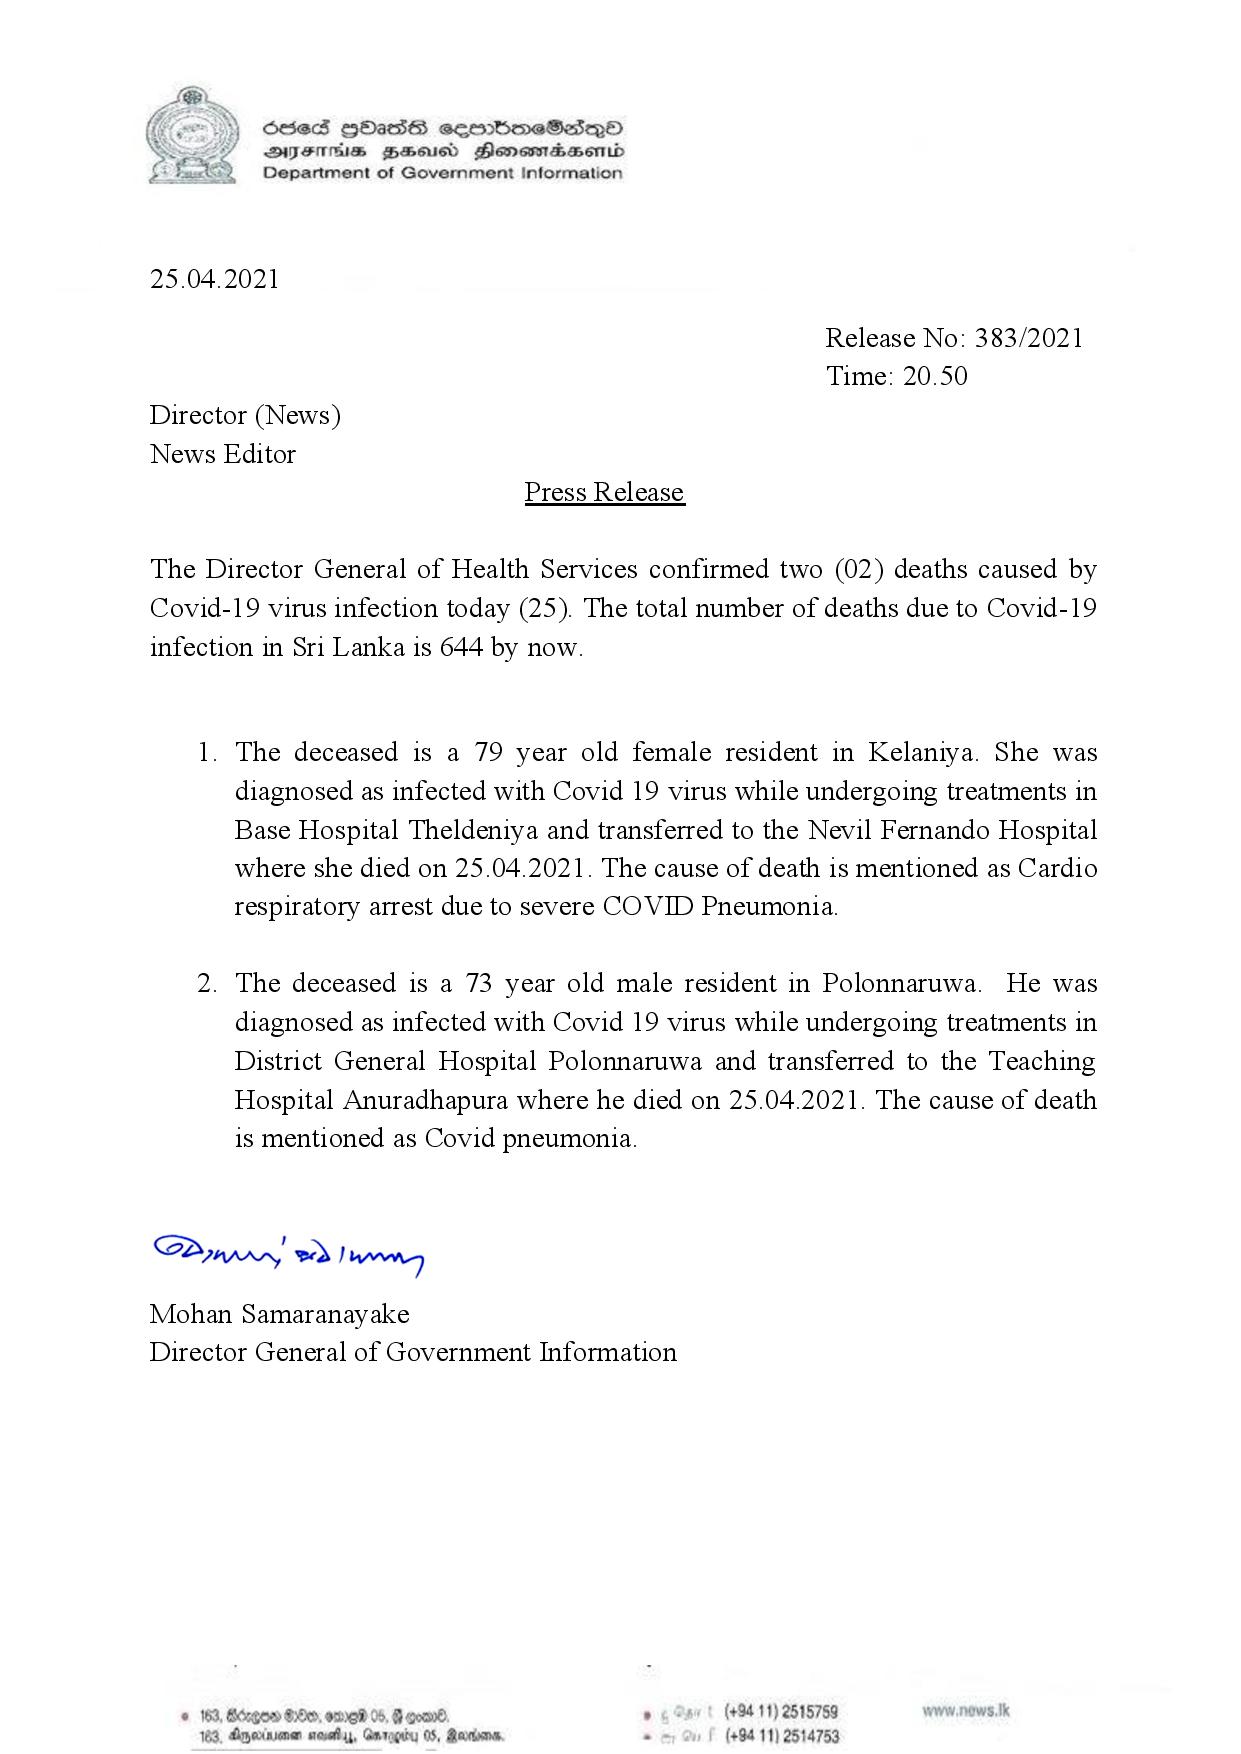 රජයේ ප්‍රවෘත්ති දෙපාර්තමේන්තුව
அரசாங்க தகவல் திணைக்களம்
Department of Government Information
25.04.2021
Release No: 383/2021
Time: 20.50
Director (News)
News Editor
Press Release
The Director General of Health Services confirmed two (02) deaths caused by
Covid-19 virus infection today (25). The total number of deaths due to Covid-19
infection in Sri Lanka is 644 by now.
1. The deceased is a 79 year old female resident in Kelaniya. She was
diagnosed as infected with Covid 19 virus while undergoing treatments in
Base Hospital Theldeniya and transferred to the Nevil Fernando Hospital
where she died on 25.04.2021. The cause of death is mentioned as Cardio
respiratory arrest due to severe COVID Pneumonia.
2. The deceased is a 73 year old male resident in Polonnaruwa. He was
diagnosed as infected with Covid 19 virus while undergoing treatments in
District General Hospital Polonnaruwa and transferred to the Teaching
Hospital Anuradhapura where he died on 25.04.2021. The cause of death
is mentioned as Covid pneumonia.
Mohan Samaranayake
Director General of Government Information
163, කිරුලපන මාවත, කොළඹ 05, ශ්‍රී ලංකාව.
163, கிருலப்பனை எவனியூ, கொழும்பு 05, இலங்கை.
(+94 11) 2515759
(+94 11) 2514753
www.news.lk